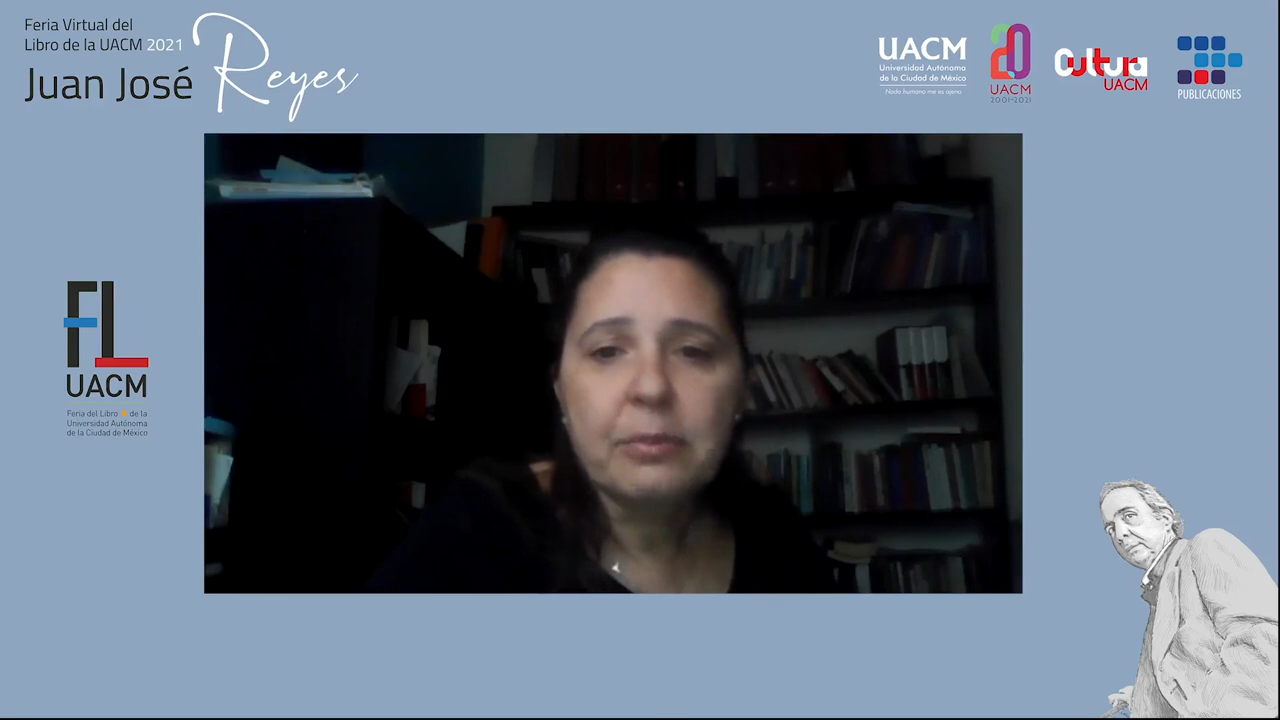 Feria Virtual del
Libro de la UACM 2021
Juan José Reyes
UACM
Universidad Autónoma
de la Ciudad de México
Nada humano me es ajeno
20
UACM
2001-2021
Cultura
UACM
PUBLICACIONES
FL
UACM
Feria del Libro de la
Universidad Autónoma
de la Ciudad de México